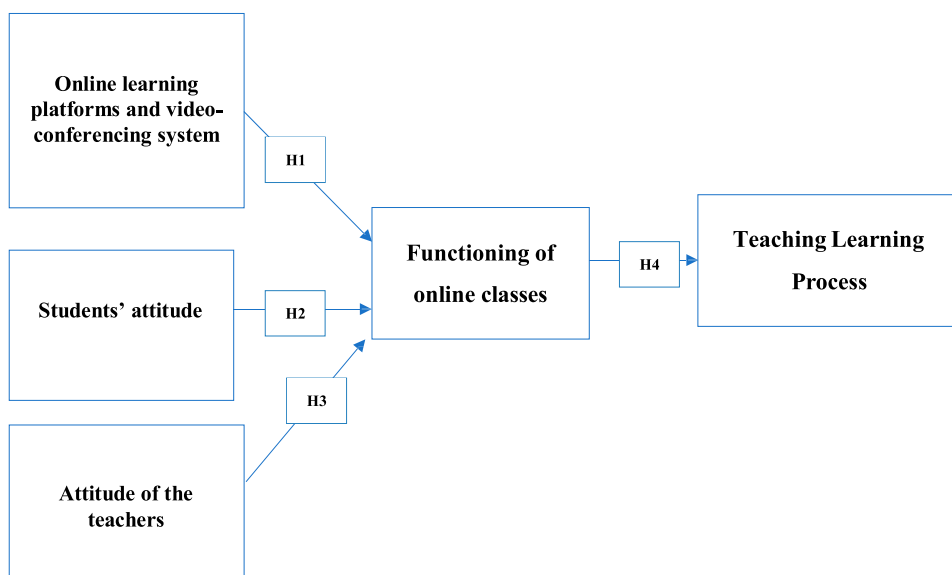 Online learning
platforms and video-
conferencing system
H1
Students’ attitude
H2
H3
Attitude of the
teachers
Functioning of
online classes
H4
Teaching Learning
Process